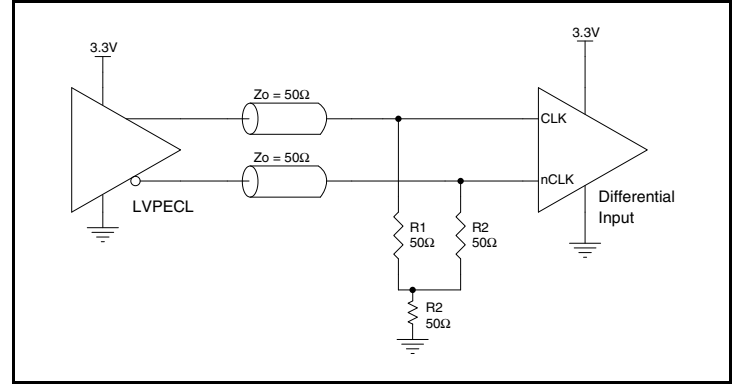 3.3V
3.3V
Zo = 50Ω
CLK
Zo = 50Ω
nCLK
LVPECL
Differential
Input
R1
50Ω
R2
50Ω
R2
50Ω